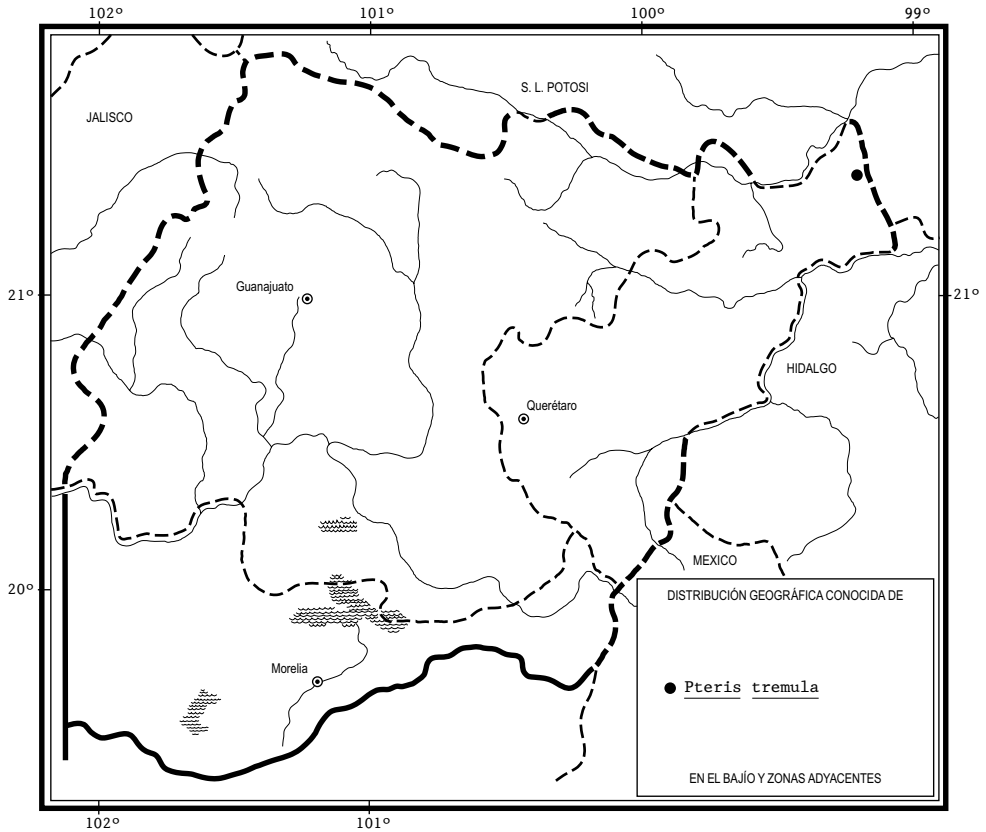 102° 101° 100° 99°
S. L. POTOSI
JALISCO
Guanajuato
21° 21°
HIDALGO
Querétaro
MEXICO
20°
DISTRIBUCIÓN GEOGRÁFICA CONOCIDA DE
Morelia
Pteris tremula
EN EL BAJÍO Y ZONAS ADYACENTES
102° 101°